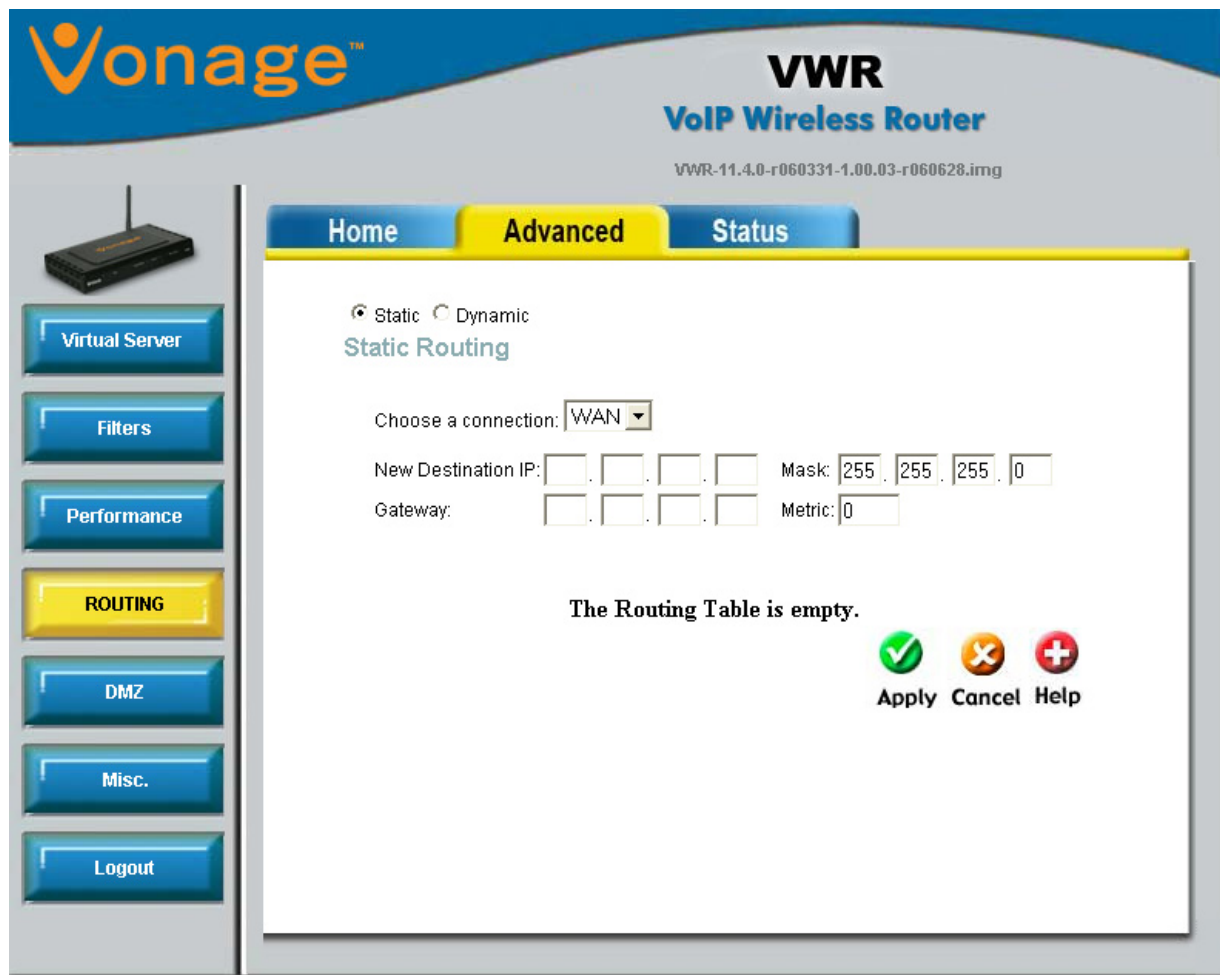 Vonage™
VWR
VoIP Wireless Router
VWR-11.4.0-r060331-1.00.03-r060628.img
Home Advanced Status
Virtual Server
Filters
Performance
ROUTING
DMZ
Misc.
Logout
Static Dynamic
Static Routing
Choose a connection: WAN
New Destination IP: . . . Mask: 255 . 255 . 255 . 0
Gateway: . . . Metric: 0
The Routing Table is empty.
Apply Cancel Help